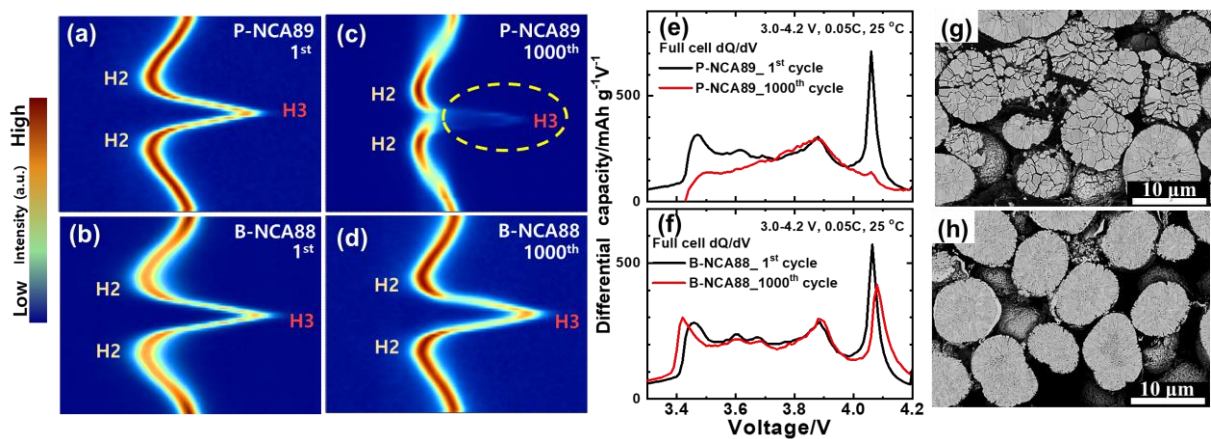 Low Intensity (a.u.) High
(a)
P-NCA89
1st
H2
H3
H2
(b)
B-NCA88
1st
H2
H3
H2
(c)
P-NCA89
1000th
H2
H3
H2
(d)
B-NCA88
1000th
H2
H3
H2
Differential capacity/mAh g-1V-1
(e)
3.0-4.2 V, 0.05C, 25 °C
Full cell dQ/dV
P-NCA89_ 1st cycle
P-NCA89_1000th cycle
500
0
(f)
3.0-4.2 V, 0.05C, 25 °C
Full cell dQ/dV
B-NCA88_ 1st cycle
B-NCA88_1000th cycle
500
0
3.4 3.6 3.8 4.0 4.2
Voltage/V
(g)
10 µm
(h)
10 µm